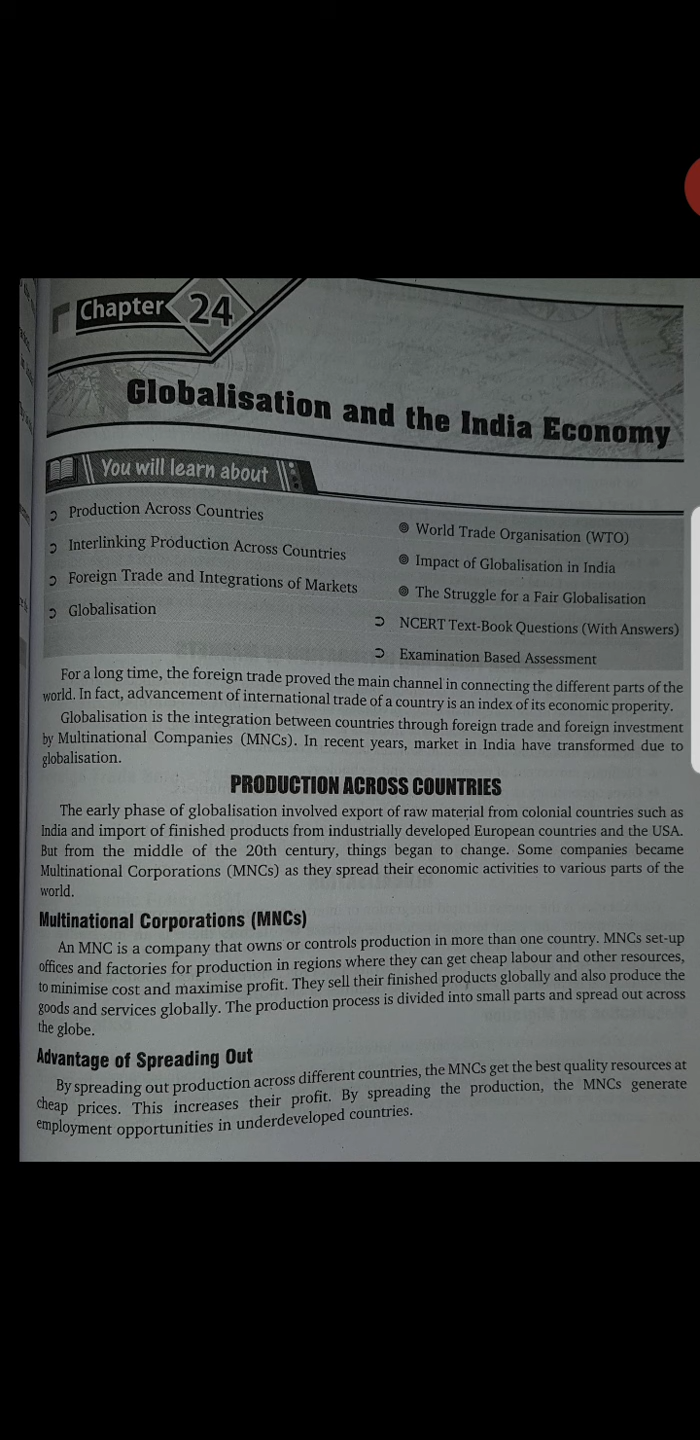 Chapter 24
Globalisation and the India Economy
You will learn about
Production Across Countries
Interlinking Production Across Countries
Foreign Trade and Integrations of Markets
Globalisation
World Trade Organisation (WTO)
Impact of Globalisation in India
The Struggle for a Fair Globalisation
NCERT Text-Book Questions (With Answers)
Examination Based Assessment
For a long time, the foreign trade proved the main channel in connecting the different parts of the
world. In fact, advancement of international trade of a country is an index of its economic properity.
Globalisation is the integration between countries through foreign trade and foreign investment
by Multinational Companies (MNCs). In recent years, market in India have transformed due to
globalisation.
PRODUCTION ACROSS COUNTRIES
The early phase of globalisation involved export of raw material from colonial countries such as
India and import of finished products from industrially developed European countries and the USA.
But from the middle of the 20th century, things began to change. Some companies became
Multinational Corporations (MNCs) as they spread their economic activities to various parts of the
world.
Multinational Corporations (MNCs)
An MNC is a company that owns or controls production in more than one country. MNCs set-up
offices and factories for production in regions where they can get cheap labour and other resources,
to minimise cost and maximise profit. They sell their finished products globally and also produce the
goods and services globally. The production process is divided into small parts and spread out across
the globe.
Advantage of Spreading Out
By spreading out production across different countries, the MNCs get the best quality resources at
cheap prices. This increases their profit. By spreading the production, the MNCs generate
employment opportunities in underdeveloped countries.